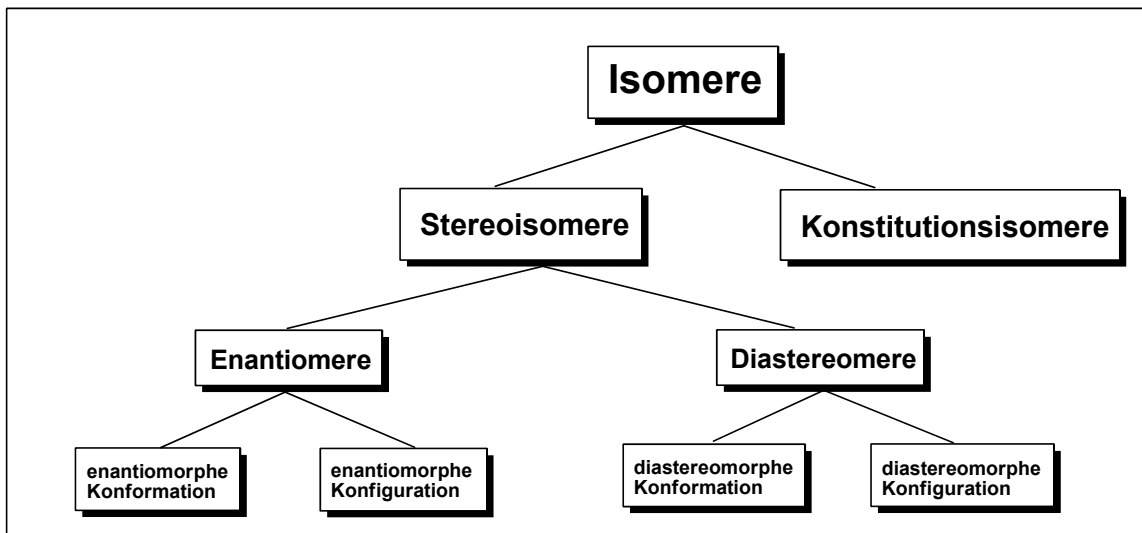 Isomere
Stereoisomere
Konstitutionsisomere
Enantiomere
Diastereomere
enantiomorphe
Konformation
enantiomorphe
Konfiguration
diastereomorphe
Konformation
diastereomorphe
Konfiguration